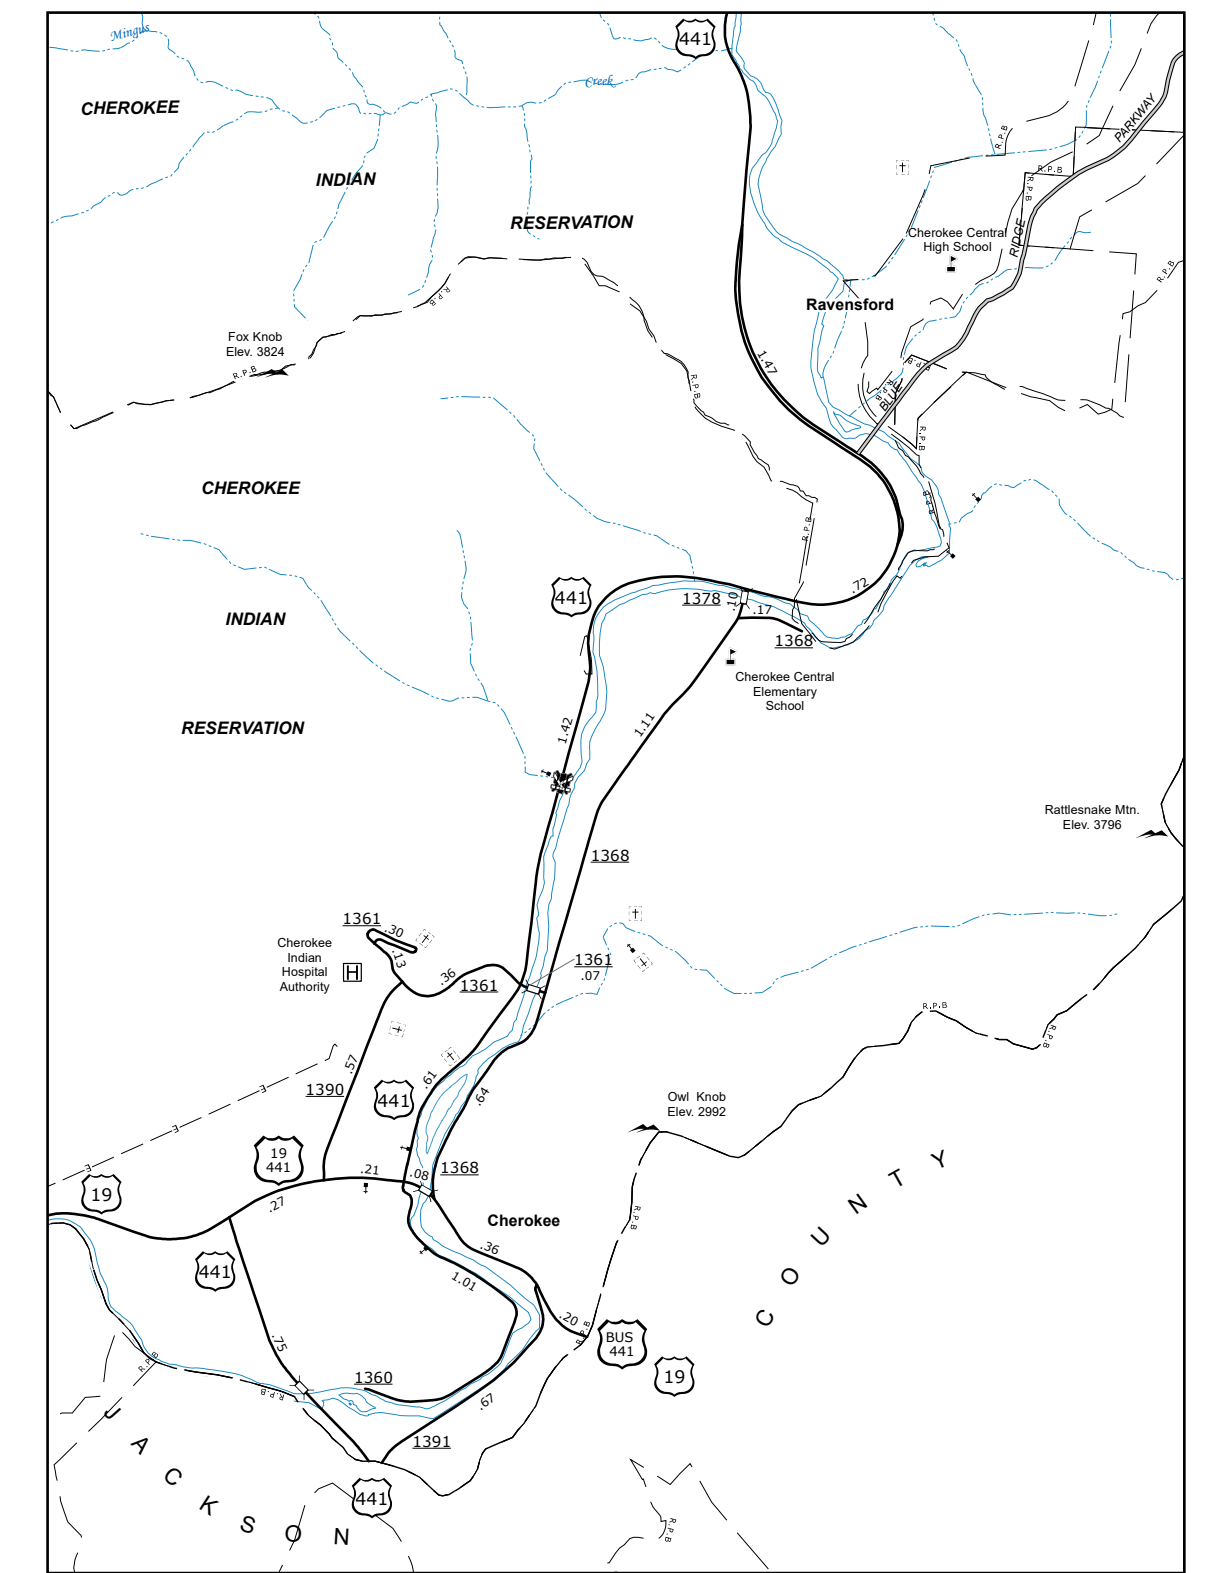 Mingus
441
Creek
CHEROKEE
PARKWAY
R.P.B
INDIAN
R.P.B
R.P.B
RESERVATION
Cherokee Central
High School
RIDGE
R.P.B
R.P.B
Ravensford
Fox Knob
Elev. 3824
R.P.B
1.47
R.P.B
R.P.B
R.P.B
BLUE
R.P.B
CHEROKEE
R.P.B
R.P.B
441
1378
.10
.17
.72
INDIAN
1368
Cherokee Central
Elementary
School
RESERVATION
1.42
1.11
Rattlesnake Mtn.
Elev. 3796
1368
1361
.30
Cherokee
Indian
Hospital
Authority
H
.13
.36
1361
1361
.07
R.P.B
R.P.B
.57
1390
441
.61
.64
Owl Knob
Elev. 2992
E
E
E
19
441
19
.21
.08
1368
.27
Cherokee
R.P.B
COUNTY
441
.36
1.01
.20
R.P.B
BUS
441
19
.75
R.P.B
R.P.B
1360
.67
1391
441
JACKSON
R.P.B